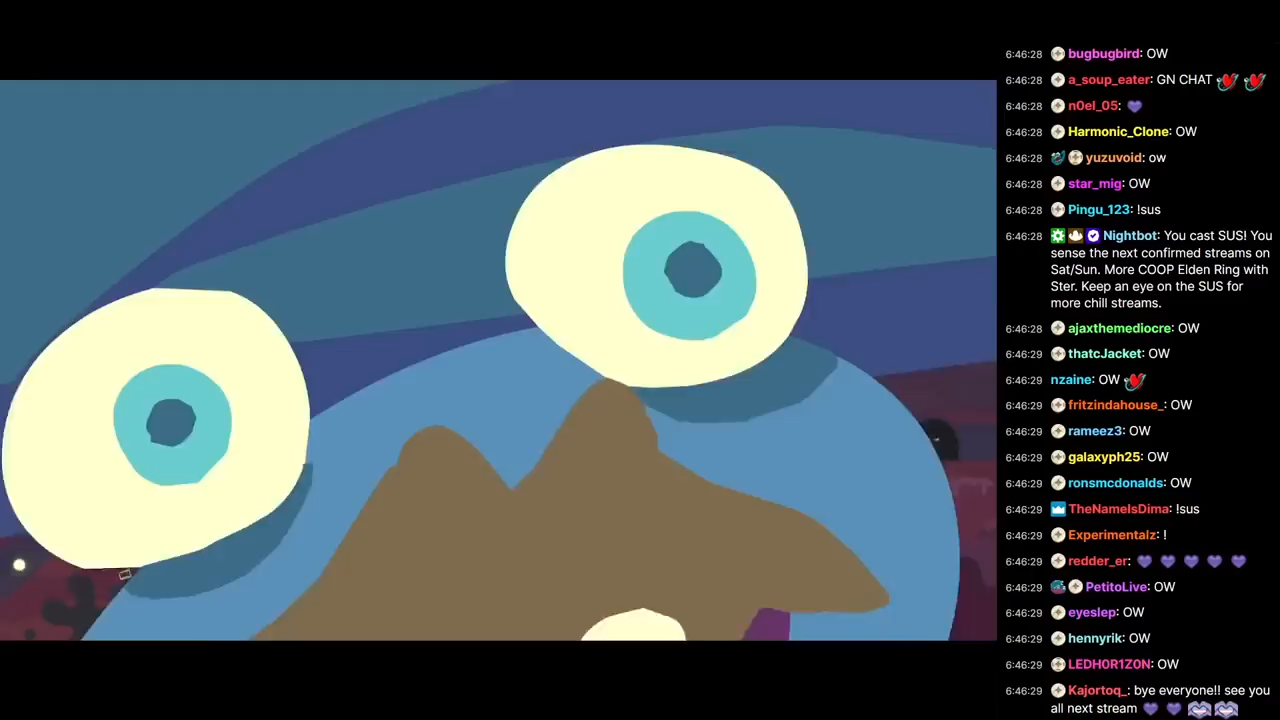 6:46:28 bugbugbird: OW
6:46:28 a_soup_eater: GN CHAT
6:46:28 n0el_05:
6:46:28 Harmonic_Clone: OW
6:46:28 yuzuvoid: ow
6:46:28 star_mig: OW
6:46:28 Pingu_123: !sus
6:46:28 Nightbot: You cast SUS! You
sense the next confirmed streams on
Sat/Sun. More COOP Elden Ring with
Ster. Keep an eye on the SUS for
more chill streams.
6:46:28 ajaxthemediocre: OW
6:46:29 thatcJacket: OW
6:46:29 nzaine: OW
6:46:29 fritzindahouse_: OW
6:46:29 rameez3: OW
6:46:29 galaxyph25: OW
6:46:29 ronsmcdonalds: OW
6:46:29 TheNameIsDima: !sus
6:46:29 Experimentalz: !
6:46:29 redder_er:
6:46:29 PetitoLive: OW
6:46:29 eyeslep: OW
6:46:29 hennyrik: OW
6:46:29 LEDH0R1Z0N: OW
6:46:29 Kajortoq_: bye everyone!! see you
all next stream